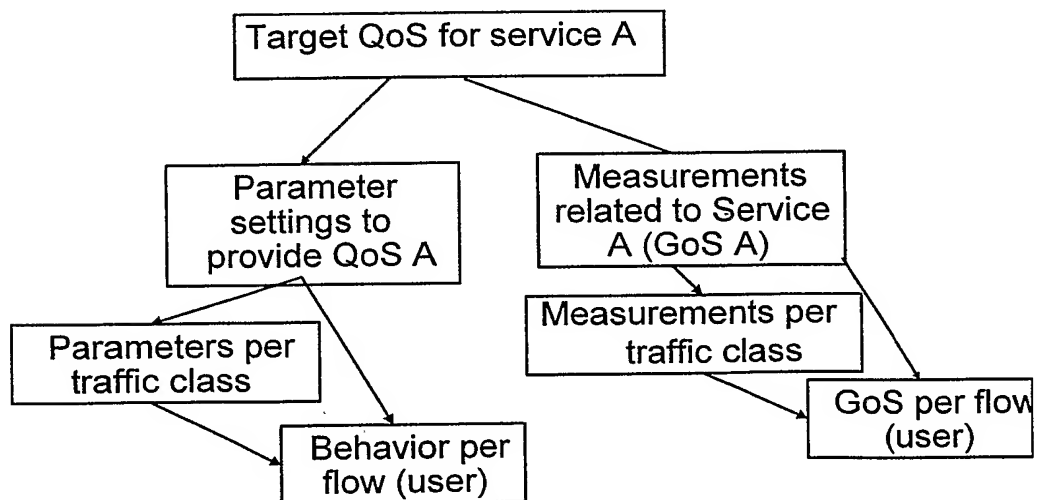 Target QoS for service A
Parameter
settings to
provide QoS A
Measurements
related to Service
A (GoS A)
Parameters per
traffic class
Measurements per
traffic class
Behavior per
flow (user)
GoS per flow
(user)